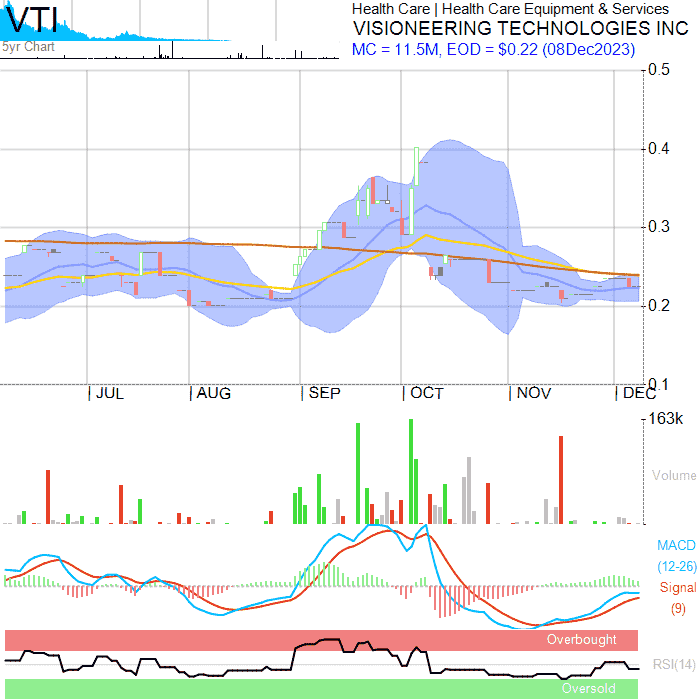 VTI
5yr Chart
Health Care | Health Care Equipment & Services
VISIONEERING TECHNOLOGIES INC
MC = 11.5M, EOD = $0.22 (08Dec2023)
0.5
0.4
0.3
0.2
0.1
| JUL | AUG | SEP | OCT | NOV | DEC
163k
Volume
MACD
(12-26)
Signal
(9)
Overbought
RSI(14)
Oversold